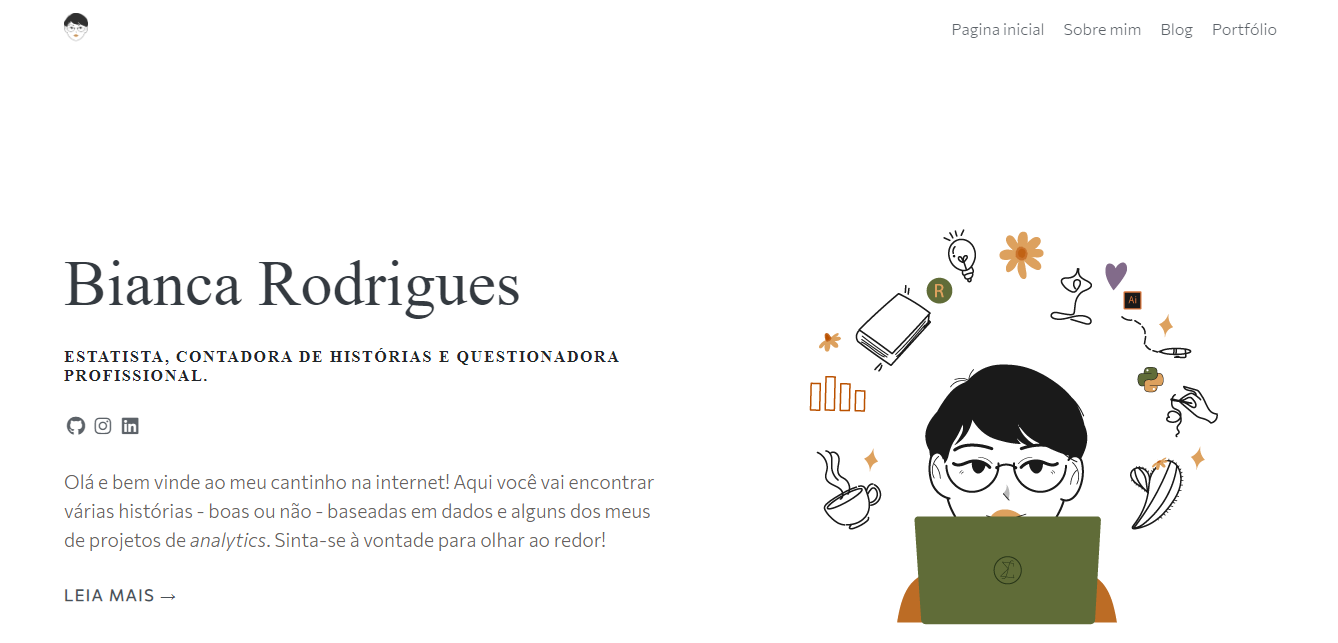 Pagina inicial Sobre mim Blog Portfólio
Bianca Rodrigues
ESTATISTA, CONTADORA DE HISTÓRIAS E QUESTIONADORA
PROFISSIONAL.
Olá e bem vinde ao meu cantinho na internet! Aqui você vai encontrar
várias histórias - boas ou não - baseadas em dados e alguns dos meus
de projetos de analytics. Sinta-se à vontade para olhar ao redor!
LEIA MAIS →
R
Ai